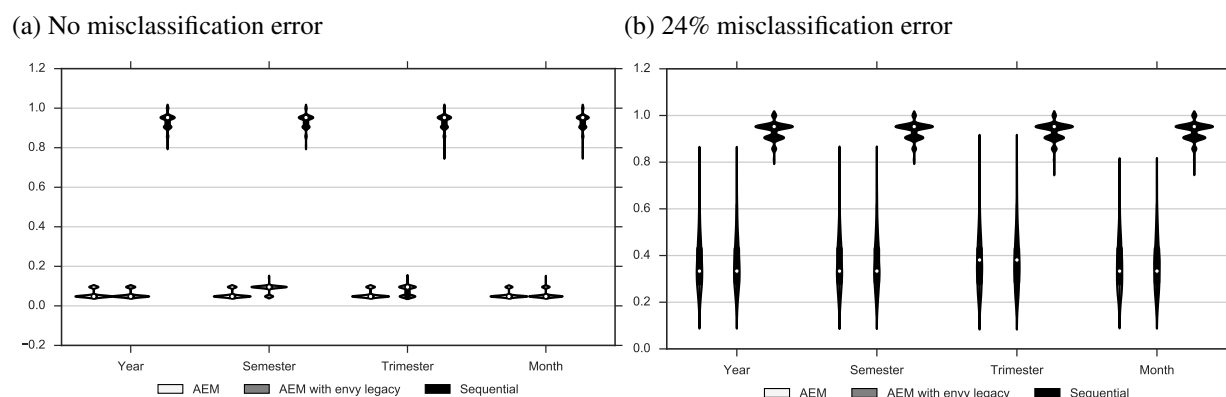 (a) No misclassification error
(b) 24% misclassification error
1.2
1.0
0.8
0.6
0.4
0.2
0.0
−0.2
Year
Semester
Trimester
Month
AEM
AEM with envy legacy
Sequential
1.2
1.0
0.8
0.6
0.4
0.2
0.0
Year
Semester
Trimester
Month
AEM
AEM with envy legacy
Sequential